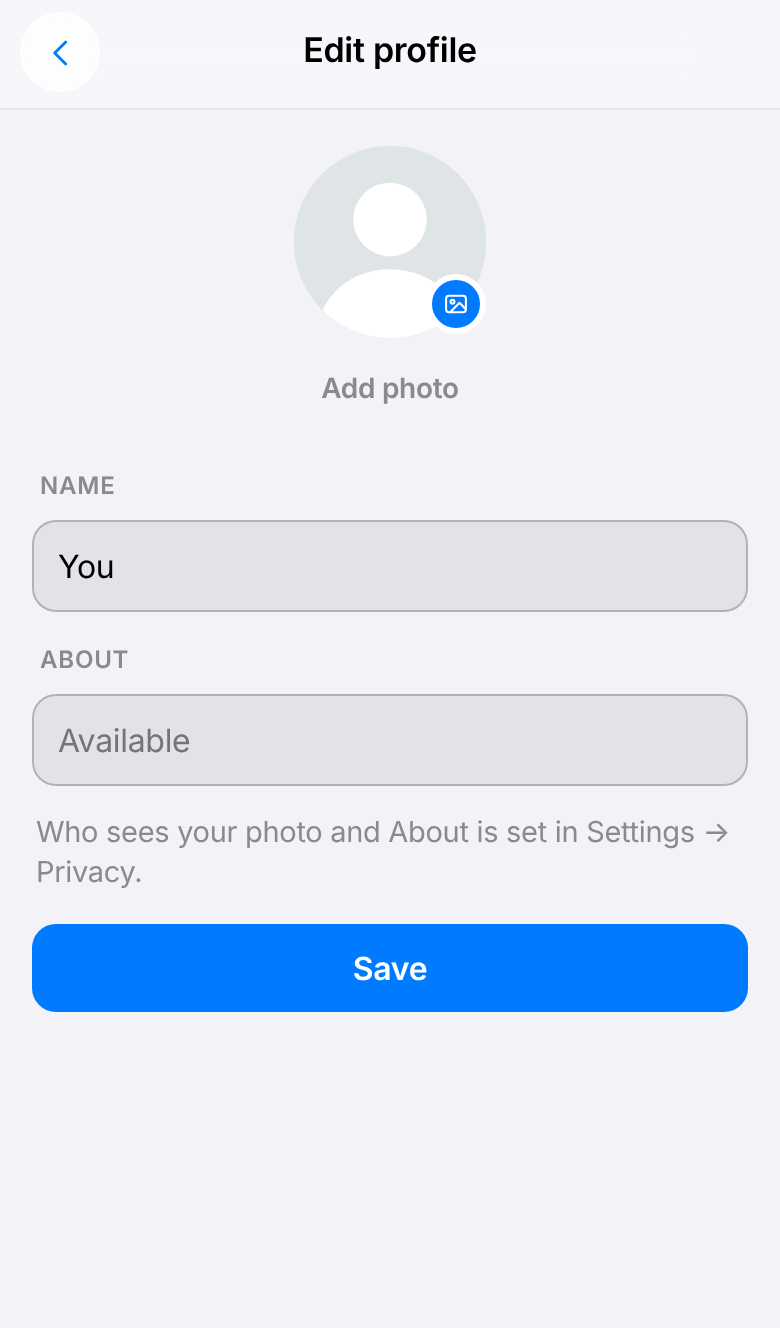 Edit profile
Add photo
NAME
You
ABOUT
Available
Who sees your photo and About is set in Settings →
Privacy.
Save